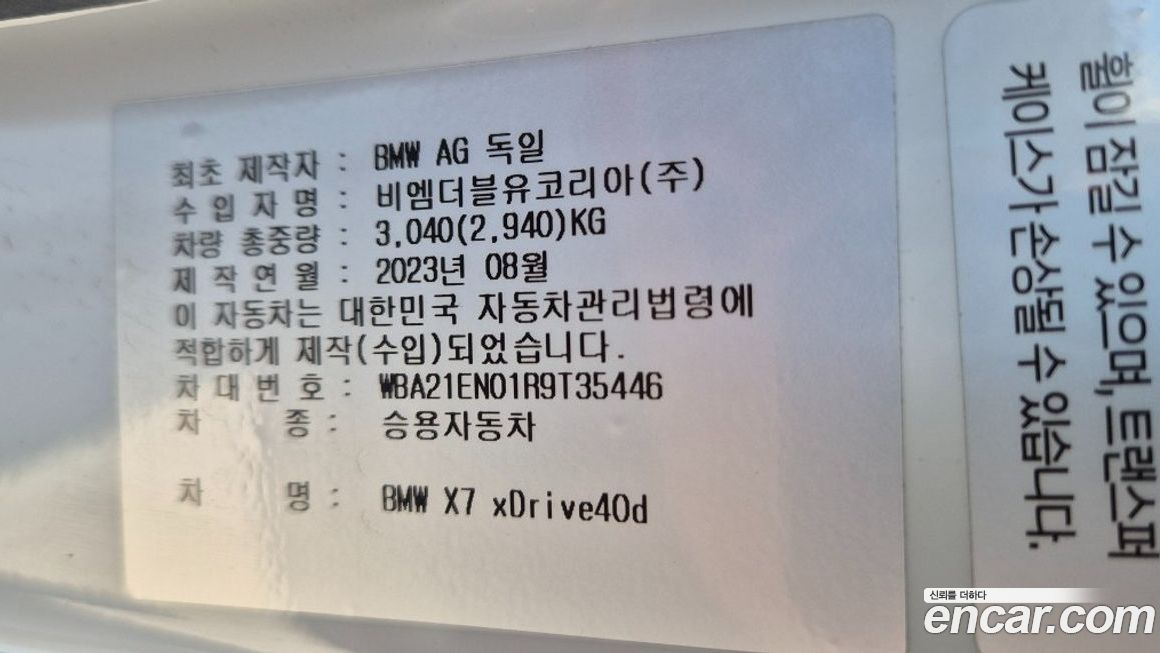 최초 제작자 : BMW AG 독일
수 입 자 명 : 비엠더블유코리아(주)
차량 총중량 : 3,040(2,940)KG
제 작 연 월 : 2023년 08월
이 자동차는 대한민국 자동차관리법령에
적합하게 제작(수입)되었습니다.
차 대 번 호 : WBA21EN01R9T35446
차 종 : 승용자동차
차 명 : BMW X7 xDrive40d
휠이 잠길 수 있으며, 트랜스퍼
케이스가 손상될 수 있습니다.
신뢰를 더하다
encar.com